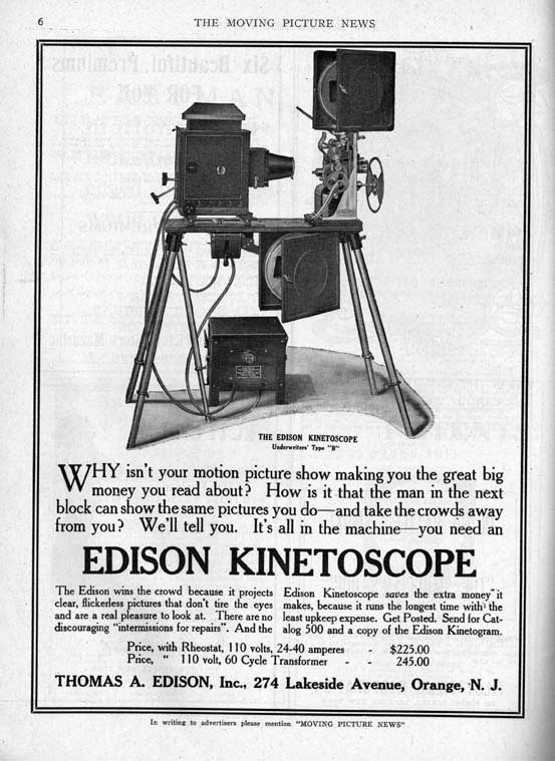 6
THE MOVING PICTURE NEWS
THE EDISON KINETOSCOPE
Underwriters' Type "B"
WHY isn't your motion picture show making you the great big
money you read about? How is it that the man in the next
block can show the same pictures you do—and take the crowds away
from you? We'll tell you. It's all in the machine—you need an
EDISON KINETOSCOPE
The Edison wins the crowd because it projects
clear, flickerless pictures that don't tire the eyes
and are a real pleasure to look at. There are no
discouraging "intermissions for repairs". And the
Edison Kinetoscope saves the extra money it
makes, because it runs the longest time with the
least upkeep expense. Get Posted. Send for Cat-
alog 500 and a copy of the Edison Kinetogram.
Price, with Rheostat, 110 volts, 24-40 amperes - $225.00
Price, " 110 volt, 60 Cycle Transformer - - 245.00
THOMAS A. EDISON, Inc., 274 Lakeside Avenue, Orange, N. J.
In writing to advertisers please mention "MOVING PICTURE NEWS"